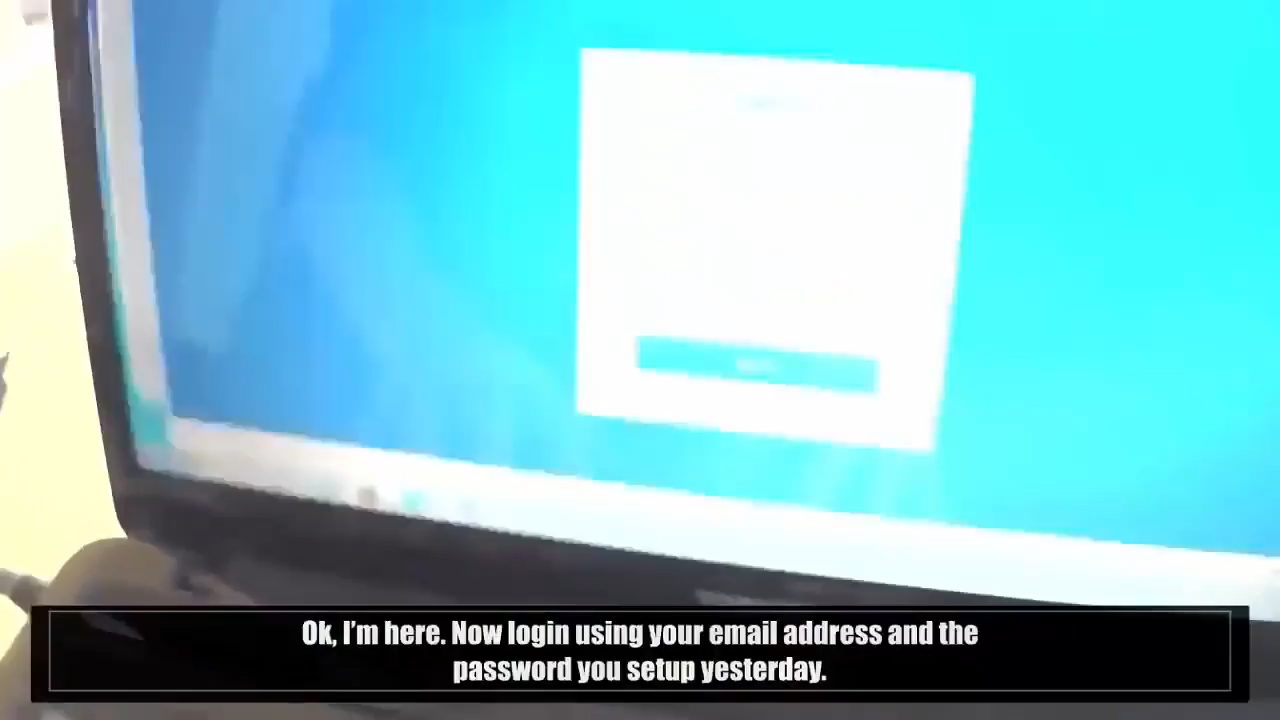 Ok, I'm here. Now login using your email address and the
password you setup yesterday.